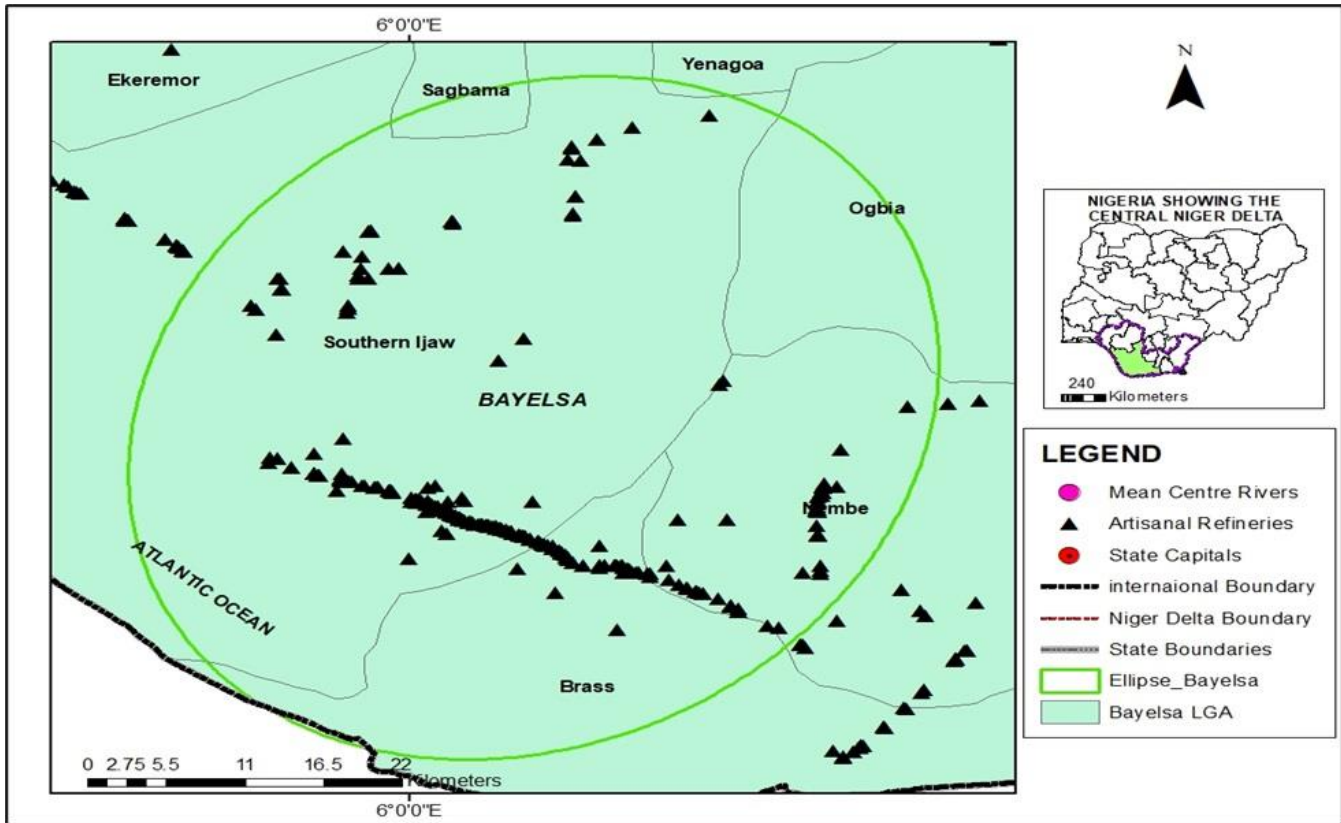 6°0'0"E
Ekeremor
Sagbama
Yenagoa
Ogbia
Southern Ijaw
BAYELSA
Nembe
ATLANTIC OCEAN
Brass
0 2.75 5.5 11 16.5 22
Kilometers
6°0'0"E
N
NIGERIA SHOWING THE
CENTRAL NIGER DELTA
240
Kilometers
LEGEND
Mean Centre Rivers
Artisanal Refineries
State Capitals
internaional Boundary
Niger Delta Boundary
State Boundaries
Ellipse_Bayelsa
Bayelsa LGA